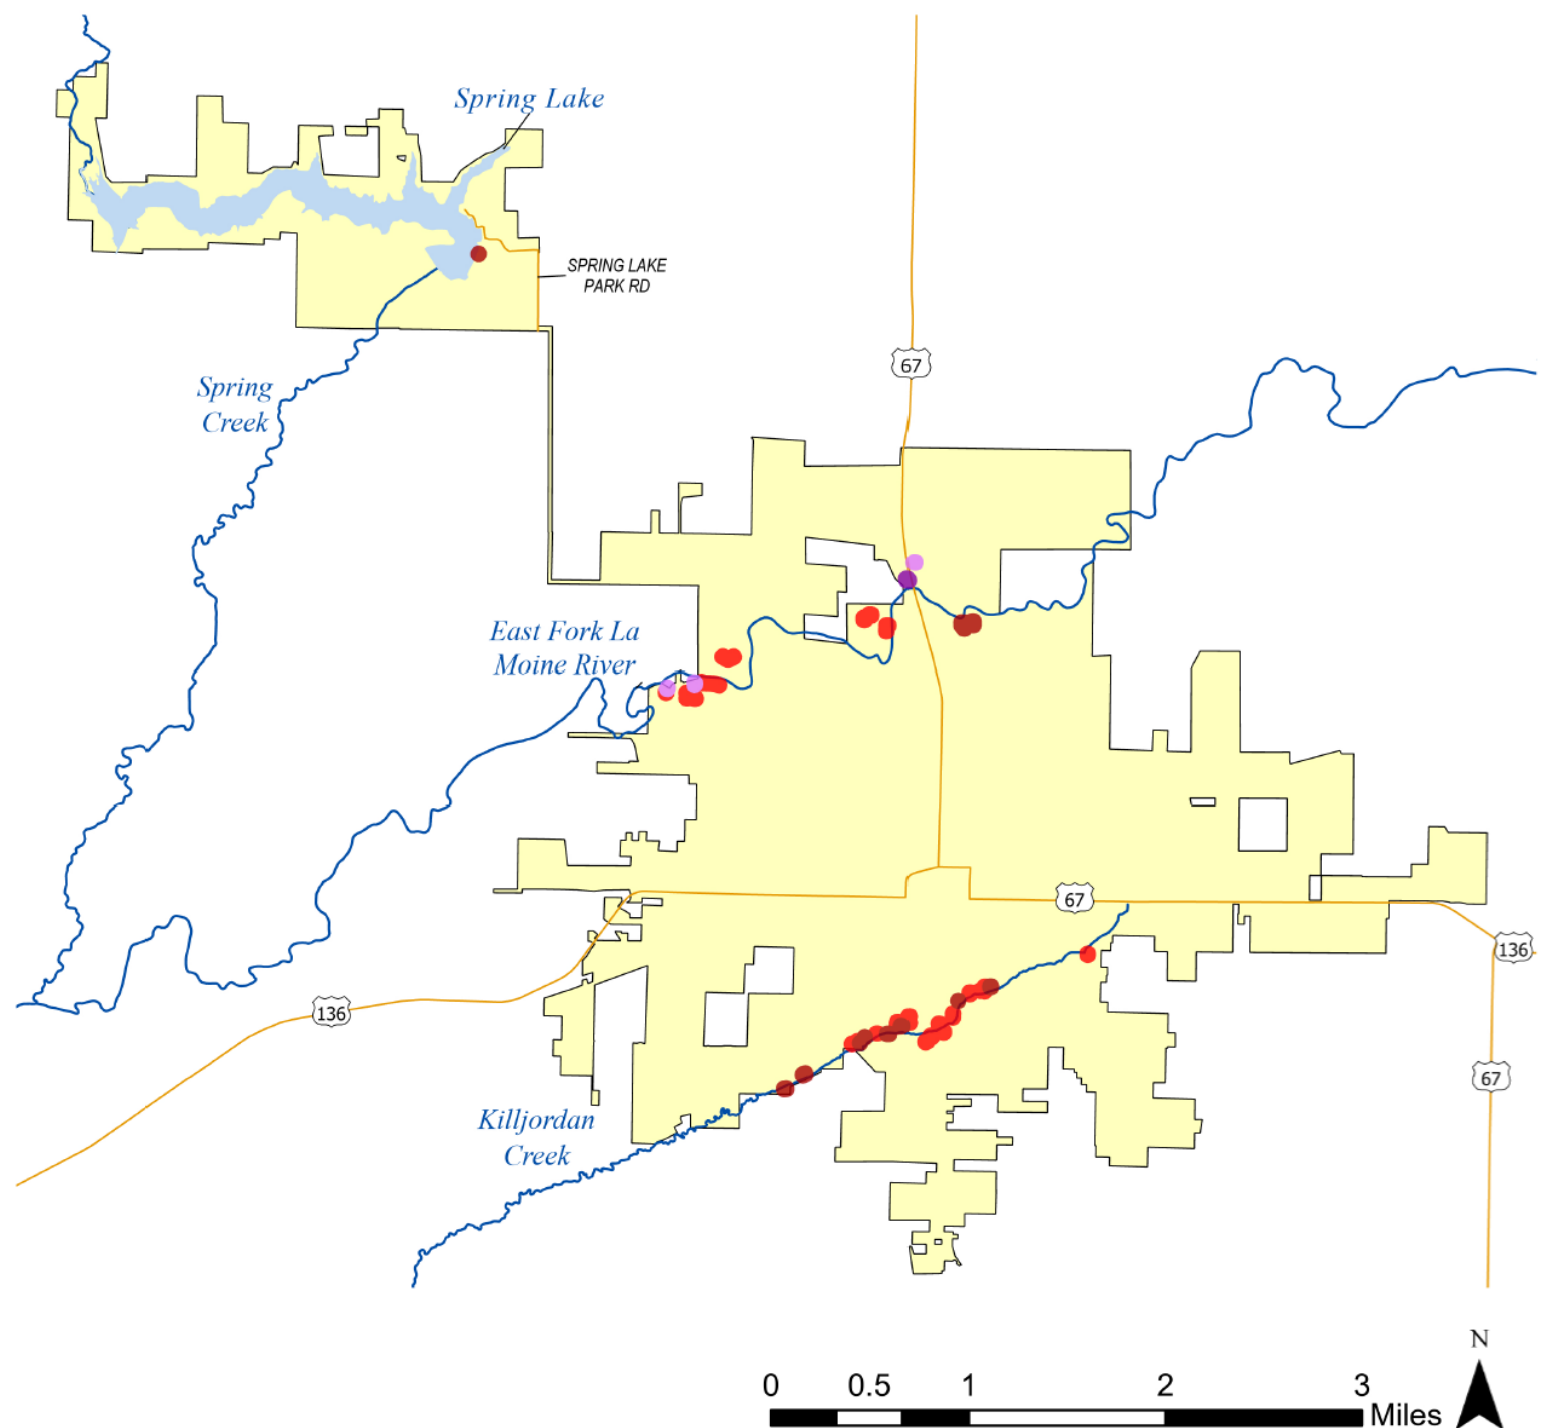 Spring Lake
SPRING LAKE
PARK RD
67
Spring
Creek
East Fork La
Moine River
67
136
136
67
Killjordan
Creek
N
0 0.5 1 2 3
Miles